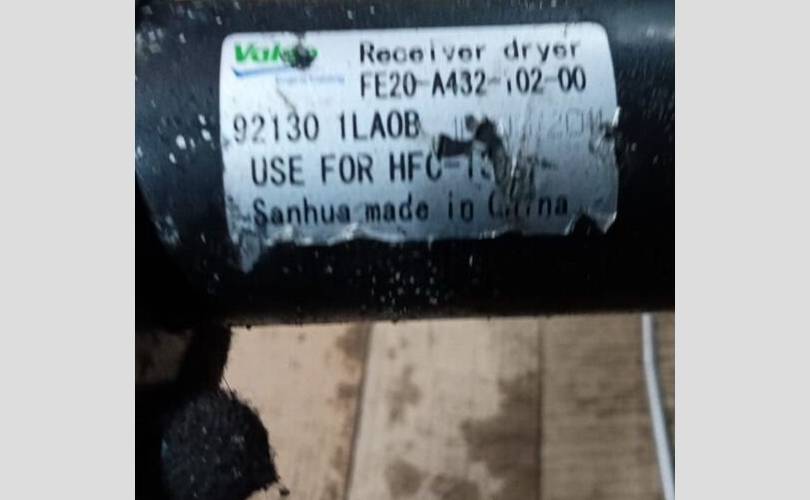 Valeo Receiver dryer
FE20-A432-102-00
92130 1LA0B
USE FOR HFC-
Sanhua made in China